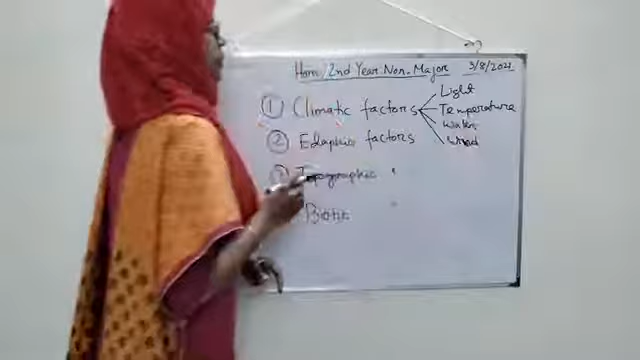 Hons 2nd Year Non-Major 3/8/2021
① Climatic factors Light
Temperature
Water
Wind
② Edaphic factors
Topographic "
Biotic "